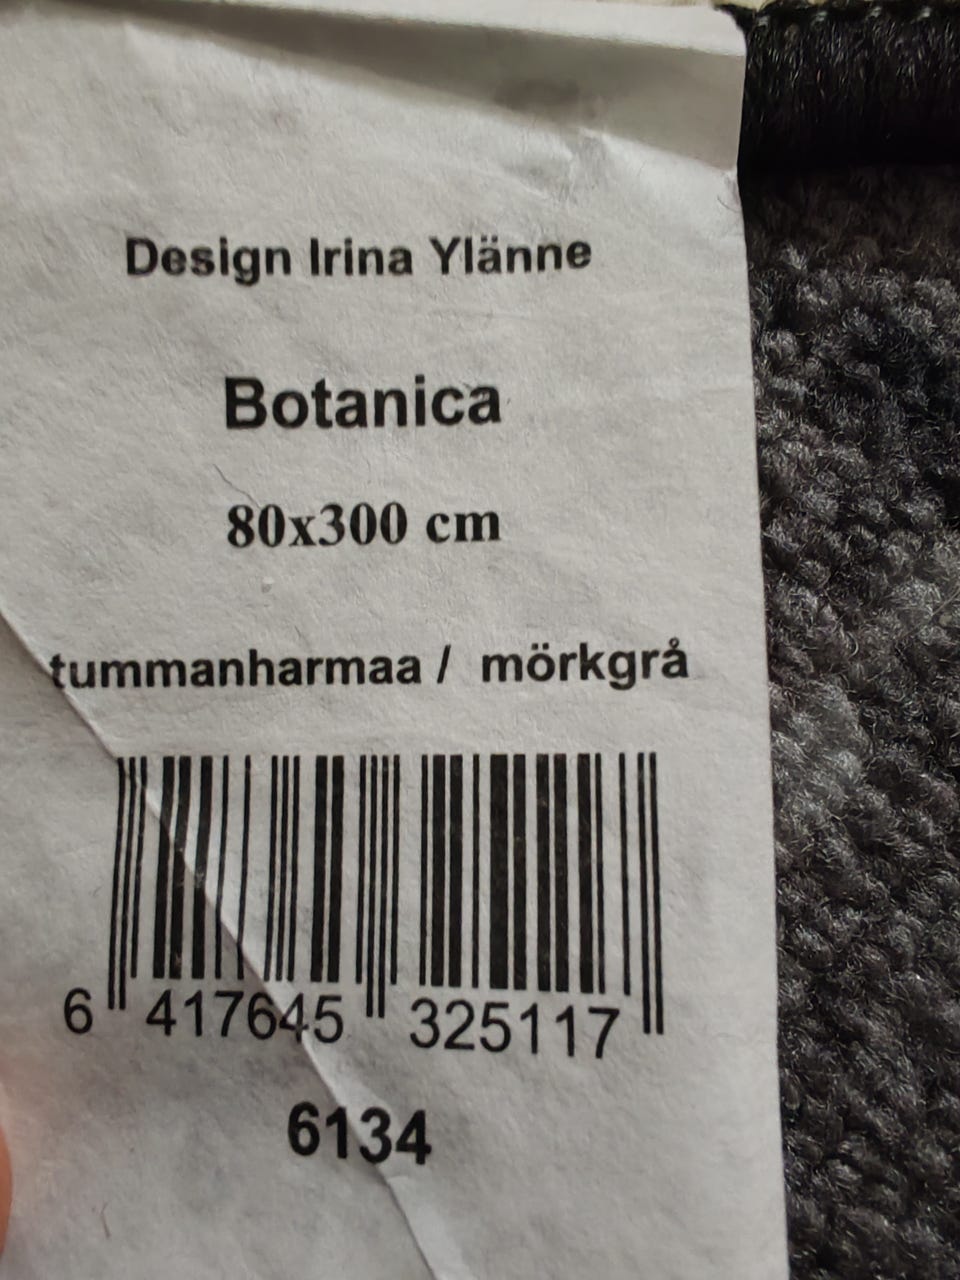 Design Irina Ylänne
Botanica
80x300 cm
tummanharmaa / mörkgrå
6 417645 325117
6134